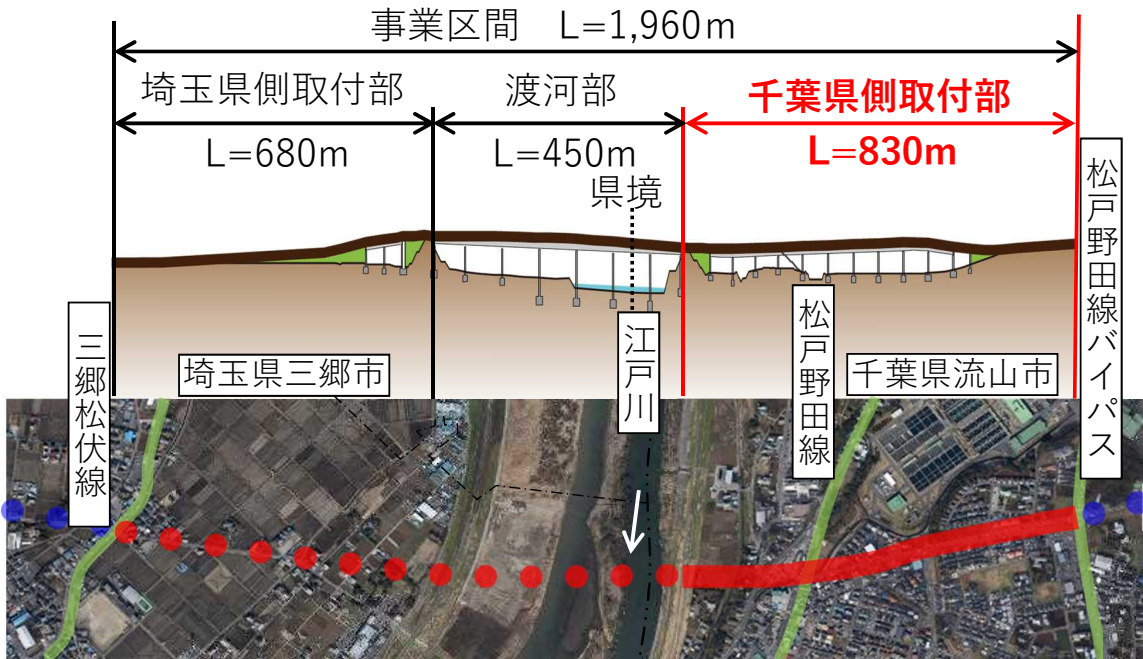 事業区間　L=1,960m
埼玉県側取付部
渡河部
千葉県側取付部
L=680m
L=450m
L=830m
県境
三郷松伏線
埼玉県三郷市
江戸川
松戸野田線
千葉県流山市
松戸野田線バイパス